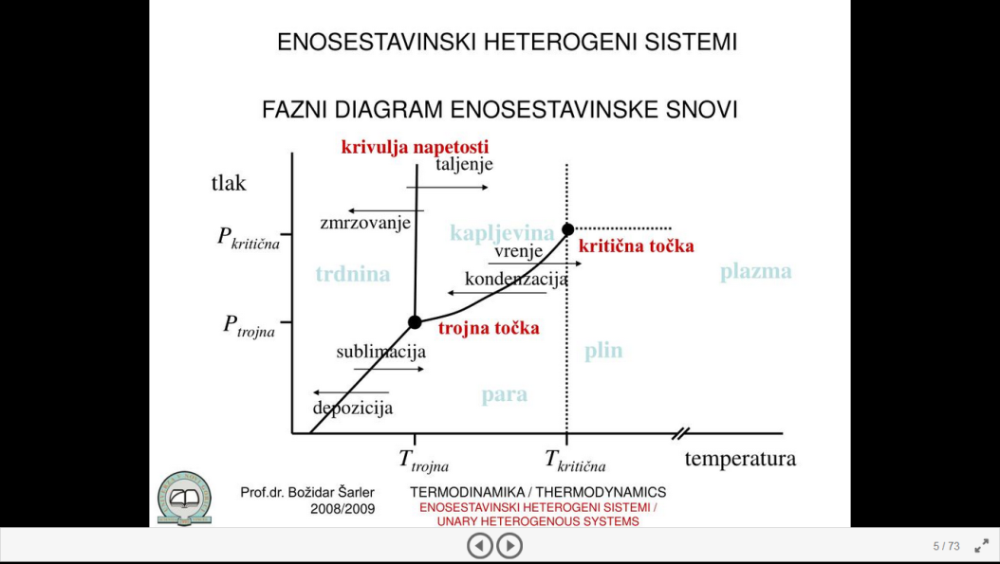 ENOSESTAVINSKI HETEROGENI SISTEMI
FAZNI DIAGRAM ENOSESTAVINSKE SNOVI
krivulja napetosti
taljenje
tlak
zmrzovanje
kapljevina
P kritična
vrenje
kritična točka
trdnina
kondenzacija
plazma
P trojna
trojna točka
sublimacija
plin
para
depozicija
T trojna
T kritična
temperatura
Prof.dr. Božidar Šarler
2008/2009
TERMODINAMIKA / THERMODYNAMICS
ENOSESTAVINSKI HETEROGENI SISTEMI /
UNARY HETEROGENOUS SYSTEMS
5 / 73